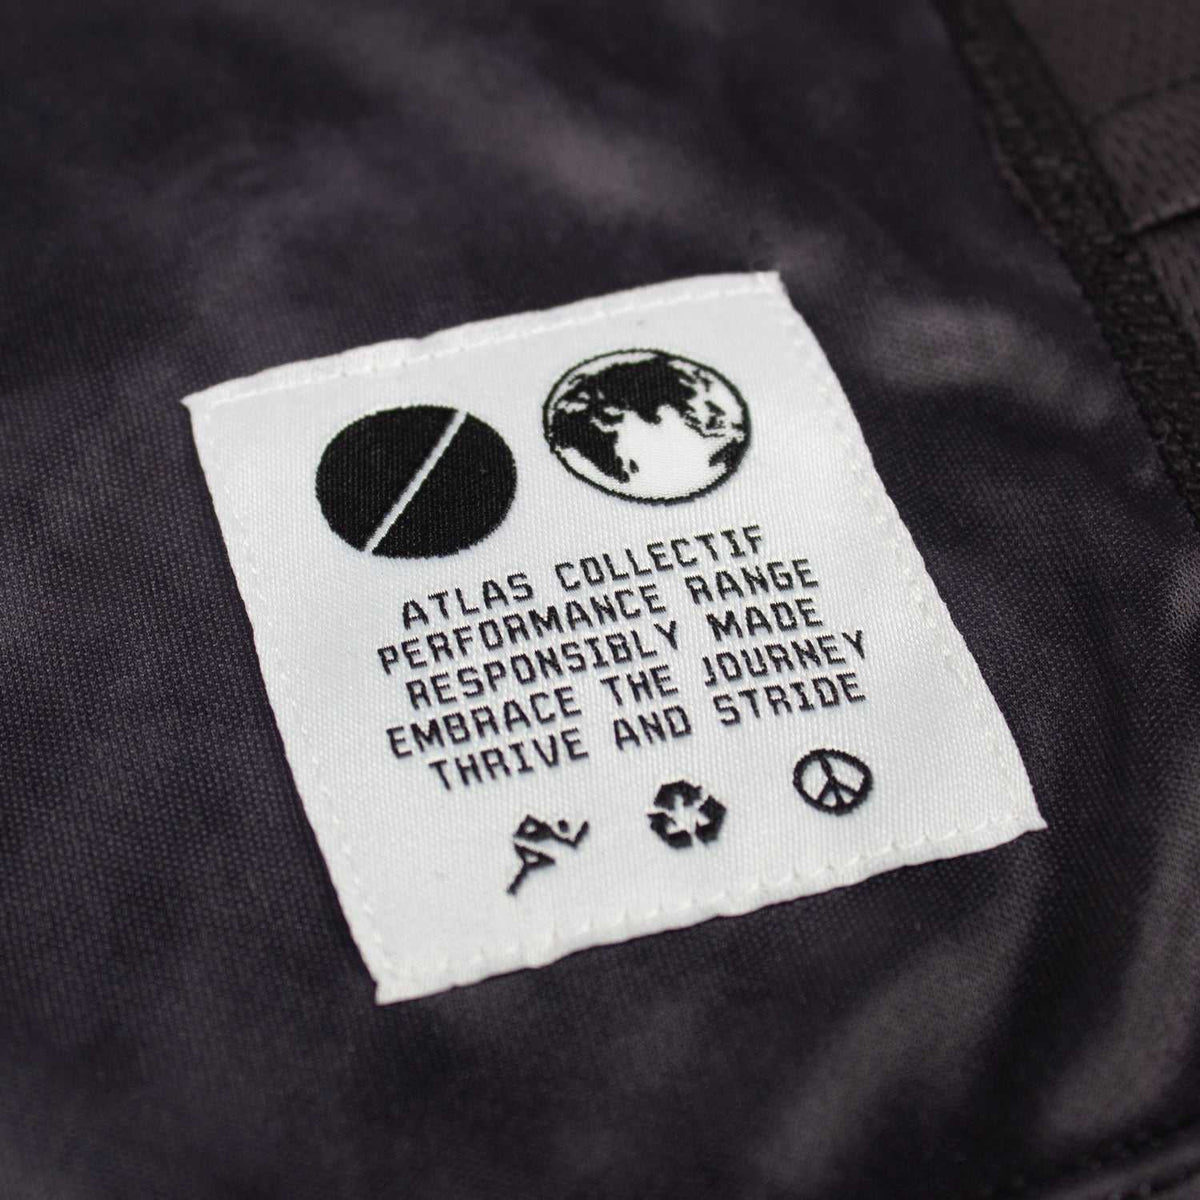 ATLAS COLLECTIF
PERFORMANCE RANGE
RESPONSIBLY MADE
EMBRACE THE JOURNEY
THRIVE AND STRIDE